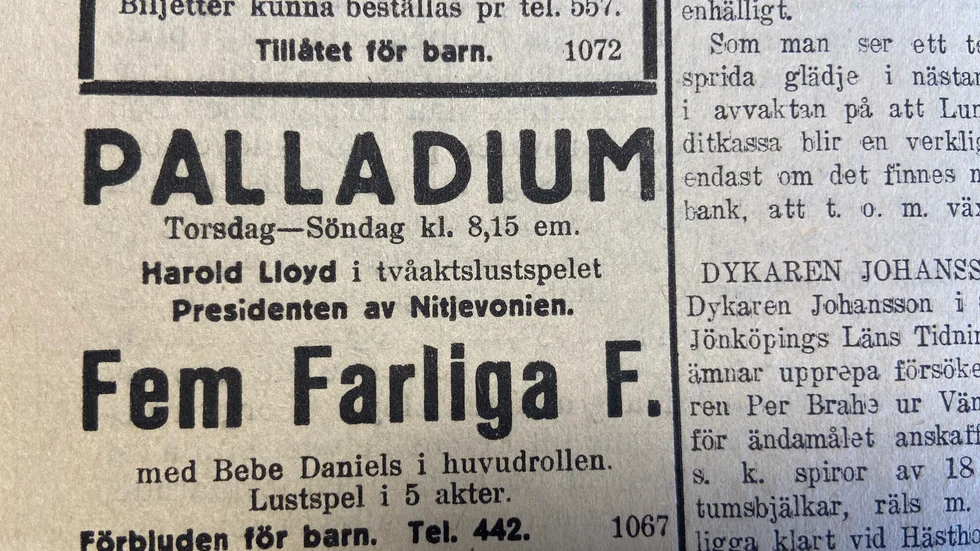 Biljetter kunna beställas pr tel. 557.
Tillåtet för barn. 1072
PALLADIUM
Torsdag—Söndag kl. 8,15 em.
Harold Lloyd i tvåaktslustspelet
Presidenten av Nitjevonien.
Fem Farliga F.
med Bebe Daniels i huvudrollen.
Lustspel i 5 akter.
Förbjuden för barn. Tel. 442. 1067
enhälligt.
Som man ser ett
sprida glädje i
i avvaktan på att
ditkassa blir en
endast om det finnes
bank, att t. o. m.
DYKAREN
Dykaren Johansson i
Jönköpings Läns
ämnar upprepa
ren Per Brahe ur
för ändamålet
s. k. spiror av 18
tumsbjälkar, räls m.
ligga klart vid